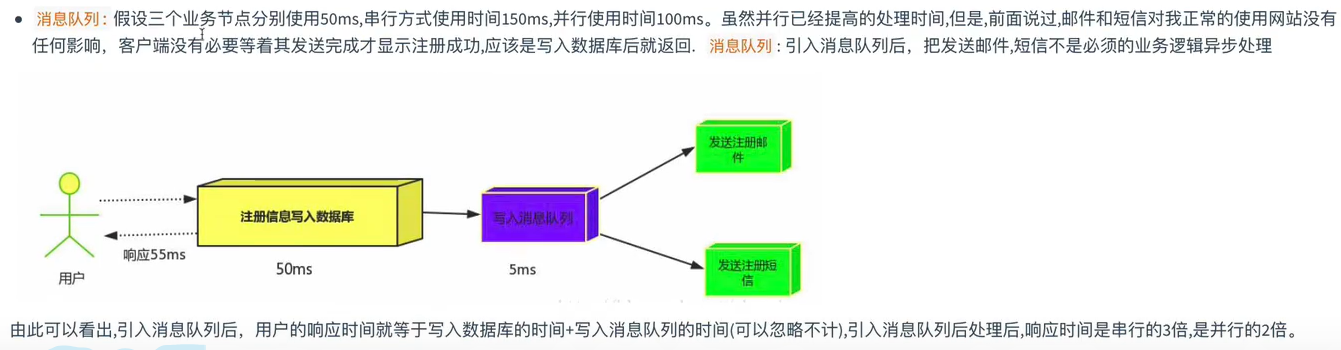 消息队列 : 假设三个业务节点分别使用50ms,串行方式使用时间150ms,并行使用时间100ms。虽然并行已经提高的处理时间,但是,前面说过,邮件和短信对我正常的使用网站没有
任何影响，客户端没有必要等着其发送完成才显示注册成功,应该是写入数据库后就返回. 消息队列 : 引入消息队列后，把发送邮件,短信不是必须的业务逻辑异步处理
发送注册邮
件
注册信息写入数据库
写入消息队列
响应55ms
用户
50ms
5ms
发送注册短
信
由此可以看出,引入消息队列后，用户的响应时间就等于写入数据库的时间+写入消息队列的时间(可以忽略不计),引入消息队列后处理后,响应时间是串行的3倍,是并行的2倍。